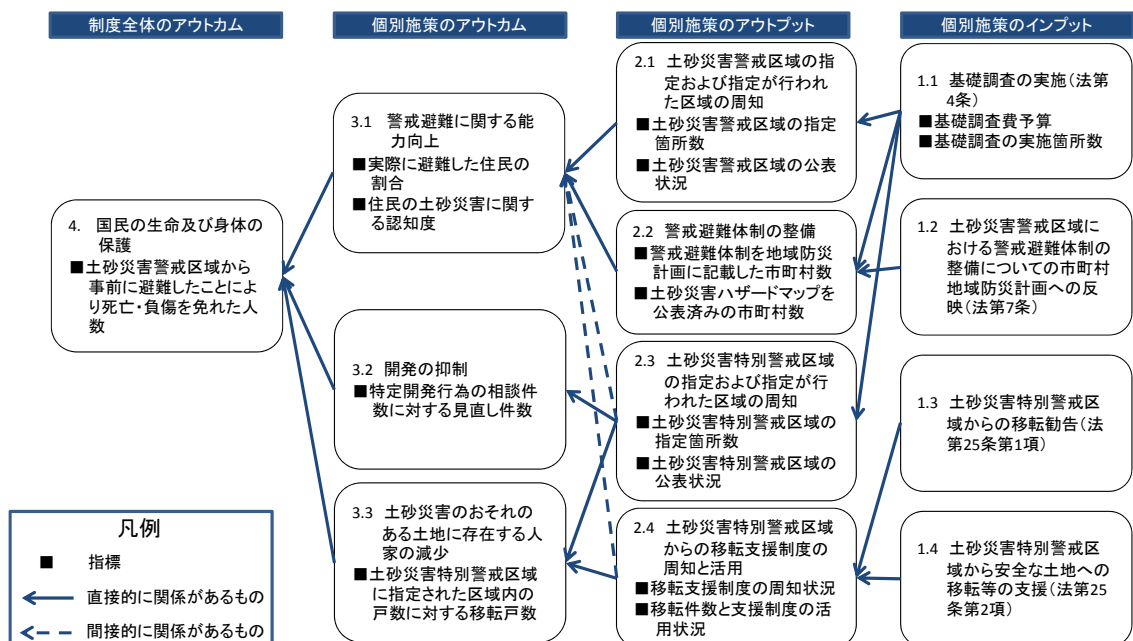 制度全体のアウトカム
個別施策のアウトカム
個別施策のアウトプット
個別施策のインプット
4. 国民の生命及び身体の
保護
■土砂災害警戒区域から
事前に避難したことによ
り死亡・負傷を免れた人
数
3.1 警戒避難に関する能
力向上
■実際に避難した住民の
割合
■住民の土砂災害に関す
る認知度
3.2 開発の抑制
■特定開発行為の相談件
数に対する見直し件数
3.3 土砂災害のおそれの
ある土地に存在する人
家の減少
■土砂災害特別警戒区域
に指定された区域内の
戸数に対する移転戸数
2.1 土砂災害警戒区域の指
定および指定が行われ
た区域の周知
■土砂災害警戒区域の指定
箇所数
■土砂災害警戒区域の公表
状況
2.2 警戒避難体制の整備
■警戒避難体制を地域防災
計画に記載した市町村数
■土砂災害ハザードマップを
公表済みの市町村数
2.3 土砂災害特別警戒区域
の指定および指定が行
われた区域の周知
■土砂災害特別警戒区域の
指定箇所数
■土砂災害特別警戒区域の
公表状況
2.4 土砂災害特別警戒区域
からの移転支援制度の
周知と活用
■移転支援制度の周知状況
■移転件数と支援制度の活
用状況
1.1 基礎調査の実施(法第
4条)
■基礎調査費予算
■基礎調査の実施箇所数
1.2 土砂災害警戒区域に
おける警戒避難体制の
整備についての市町村
地域防災計画への反
映(法第7条)
1.3 土砂災害特別警戒区
域からの移転勧告(法
第25条第1項)
1.4 土砂災害特別警戒区
域から安全な土地への
移転等の支援(法第25
条第2項)
凡例
■ 指標
直接的に関係があるもの
間接的に関係があるもの